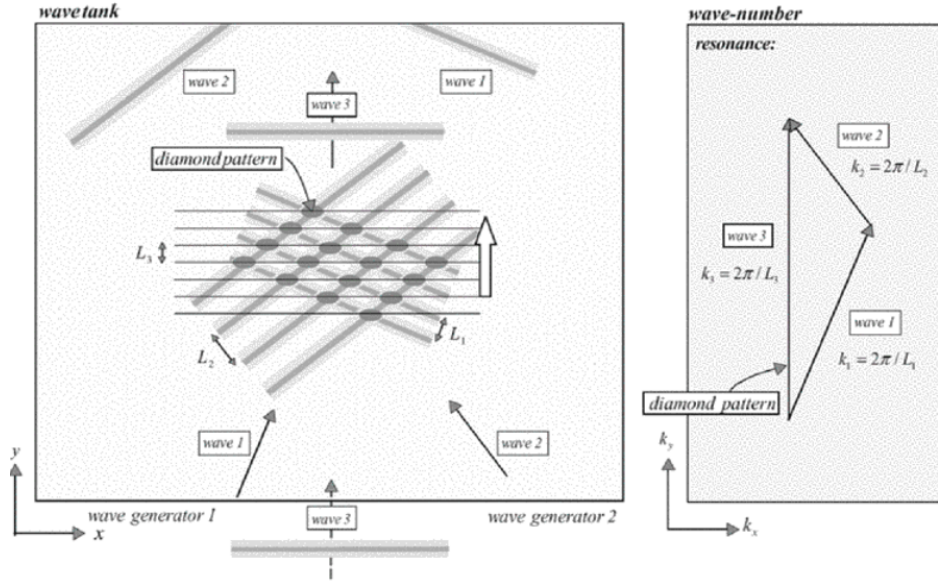 wave tank
wave 2
wave 1
wave 3
diamond pattern
L₃
L₁
L₂
wave 1
wave 2
y
x
wave generator 1
wave 3
wave generator 2
wave-number
resonance:
wave 2
k₂ = 2π/L₂
wave 3
k₃ = 2π/L₃
wave 1
k₁ = 2π/L₁
diamond pattern
k_y
k_x